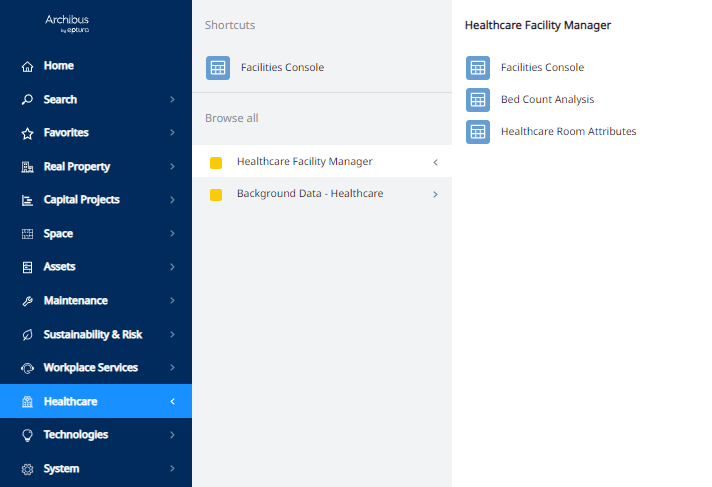 Archibus
by eptura
Home
Search
Favorites
Real Property
Capital Projects
Space
Assets
Maintenance
Sustainability & Risk
Workplace Services
Healthcare
Technologies
System
Shortcuts
Facilities Console
Browse all
Healthcare Facility Manager
Background Data - Healthcare
Healthcare Facility Manager
Facilities Console
Bed Count Analysis
Healthcare Room Attributes